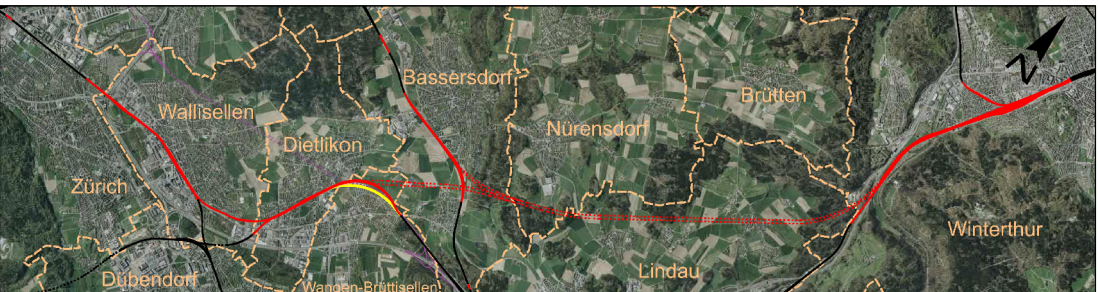 Bassersdorf
Wallisellen
Brütten
Nürensdorf
Dietlikon
Zürich
Winterthur
Lindau
Dübendorf
Wangen-Brüttisellen
N